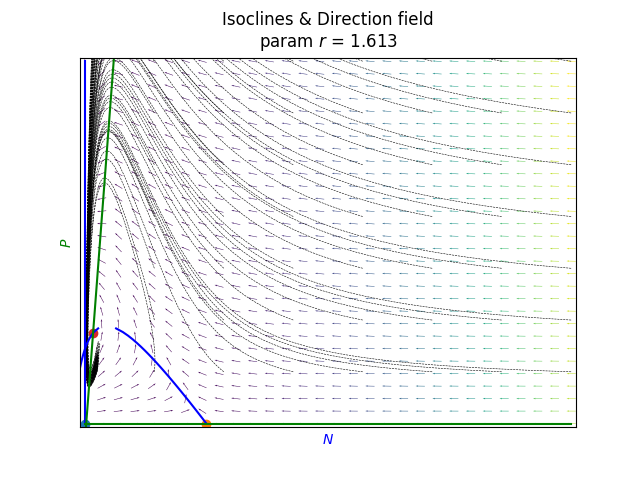 Isoclines & Direction field
param r = 1.613
P
N